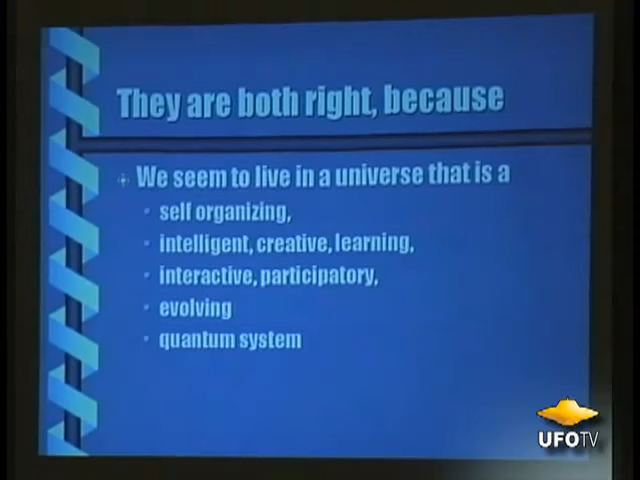 They are both right, because
We seem to live in a universe that is a
self organizing,
intelligent, creative, learning,
interactive, participatory,
evolving
quantum system
UFOTV